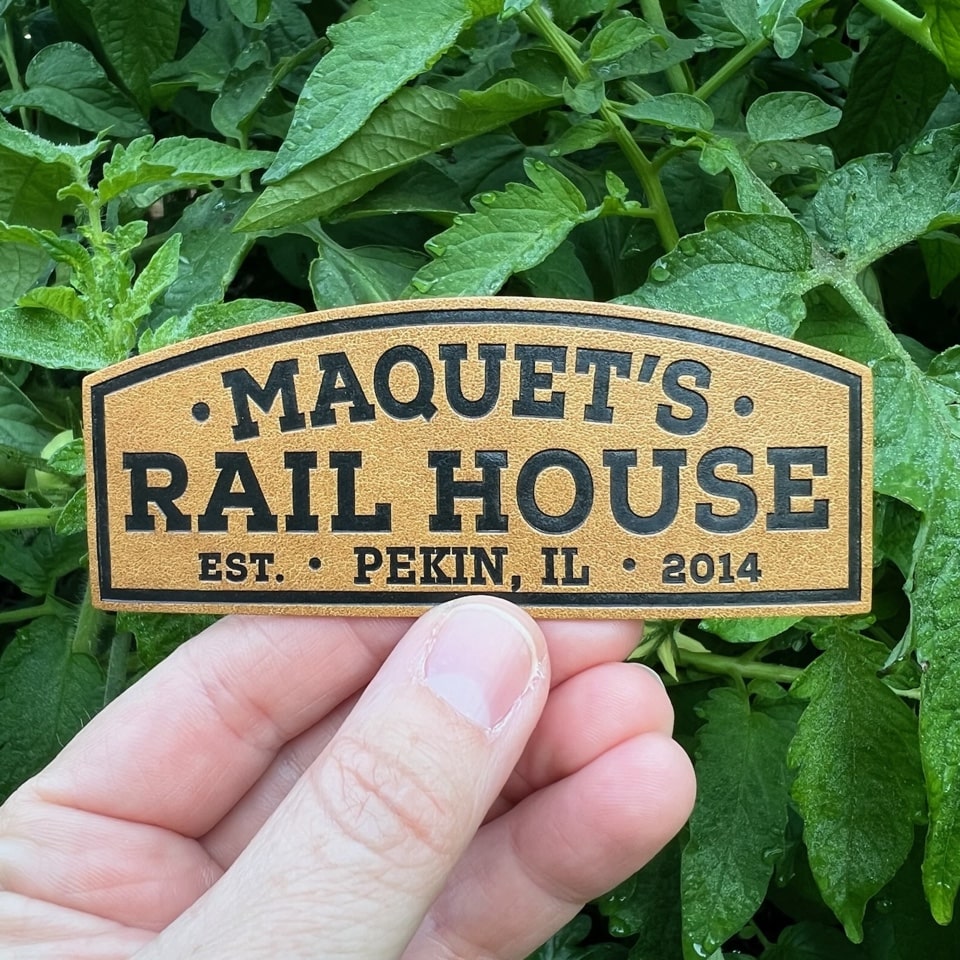 · MAQUET'S ·
RAIL HOUSE
EST. · PEKIN, IL · 2014